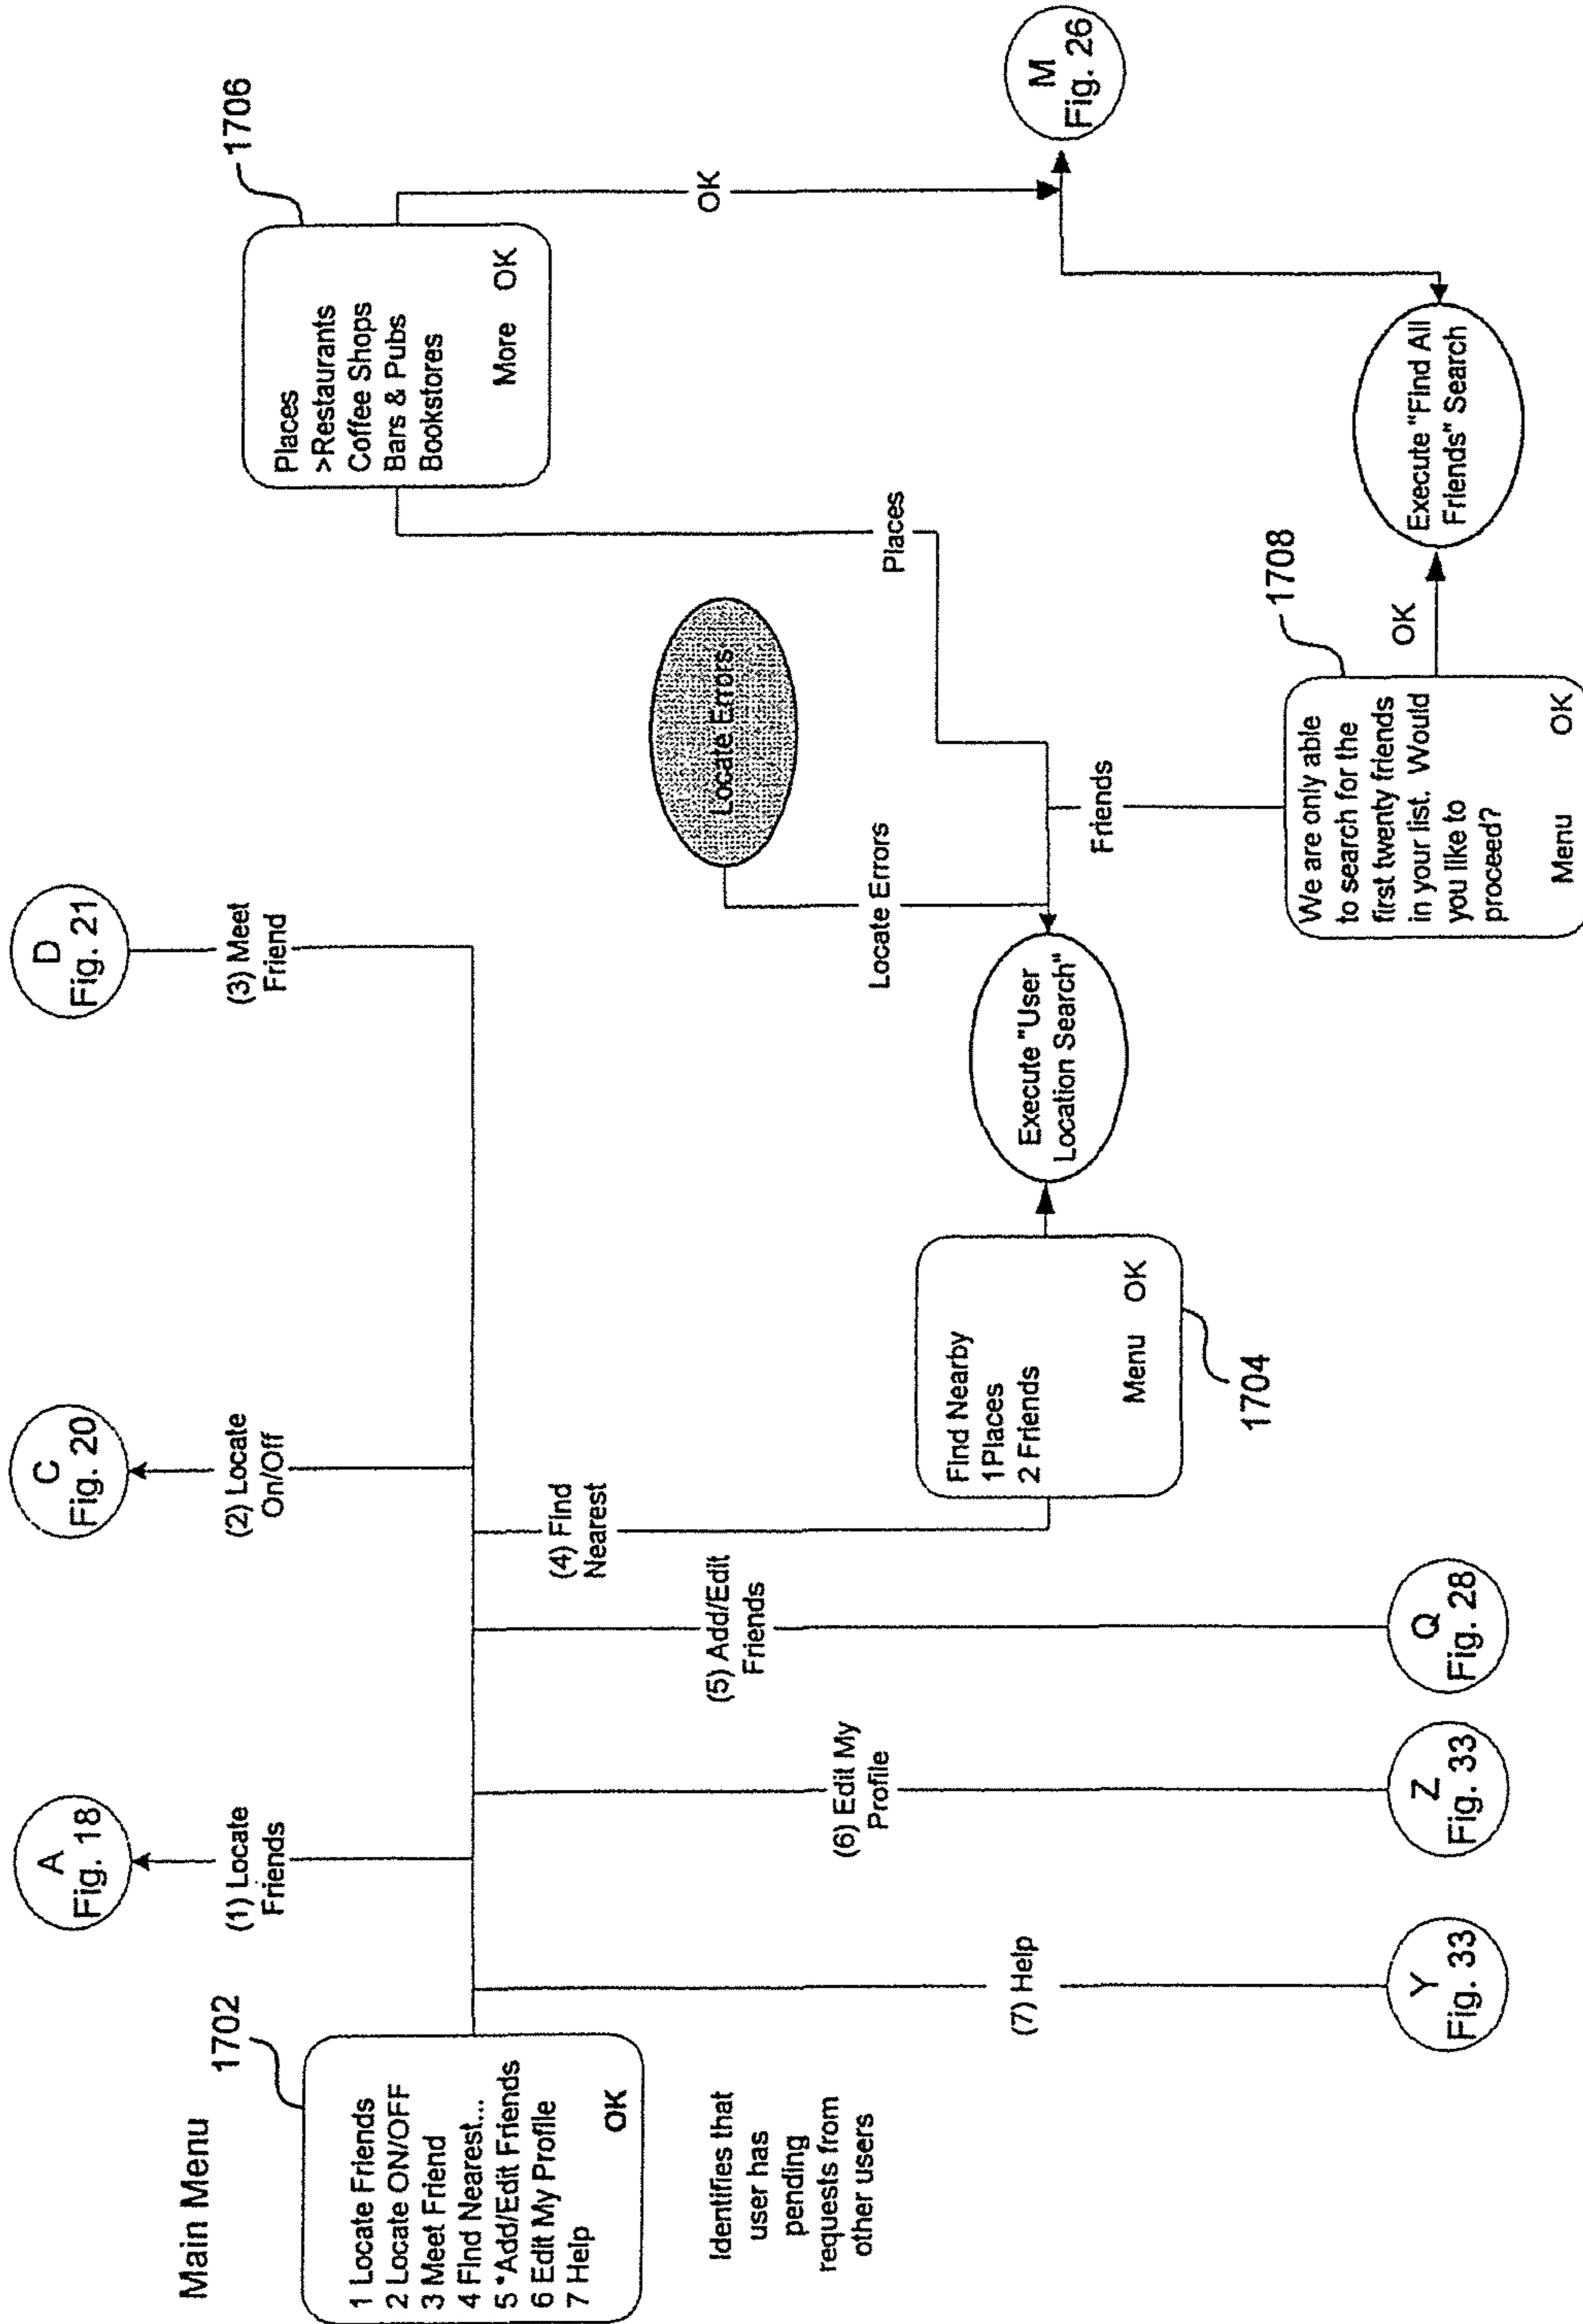 Main Menu
1702
1 Locate Friends
2 Locate ON/OFF
3 Meet Friend
4 Find Nearest...
5 *Add/Edit Friends
6 Edit My Profile
7 Help
OK
Identifies that
user has
pending
requests from
other users
A
Fig. 18
(1) Locate
Friends
C
Fig. 20
(2) Locate
On/Off
D
Fig. 21
(3) Meet
Friend
(4) Find
Nearest
(5) Add/Edit
Friends
(6) Edit My
Profile
(7) Help
Y
Fig. 33
Z
Fig. 33
Q
Fig. 28
Find Nearby
1Places
2 Friends
Menu OK
1704
Execute "User
Location Search"
Locate Errors
Locate Errors
Places
Friends
1706
Places
>Restaurants
Coffee Shops
Bars & Pubs
Bookstores
More OK
OK
M
Fig. 26
1708
We are only able
to search for the
first twenty friends
in your list. Would
you like to
proceed?
Menu OK
OK
Execute "Find All
Friends" Search